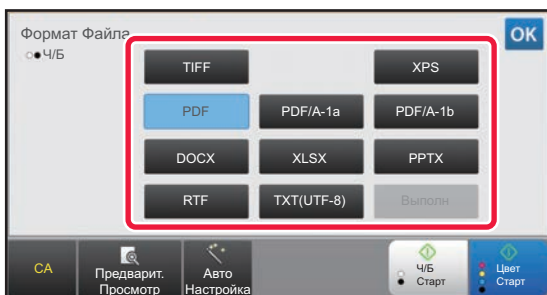 Формат Файла
OK
Ч/Б
TIFF
XPS
PDF
PDF/A-1a
PDF/A-1b
DOCX
XLSX
PPTX
RTF
TXT(UTF-8)
Выполн
CA
Предварит.
Просмотр
Авто
Настройка
Ч/Б
Старт
Цвет
Старт